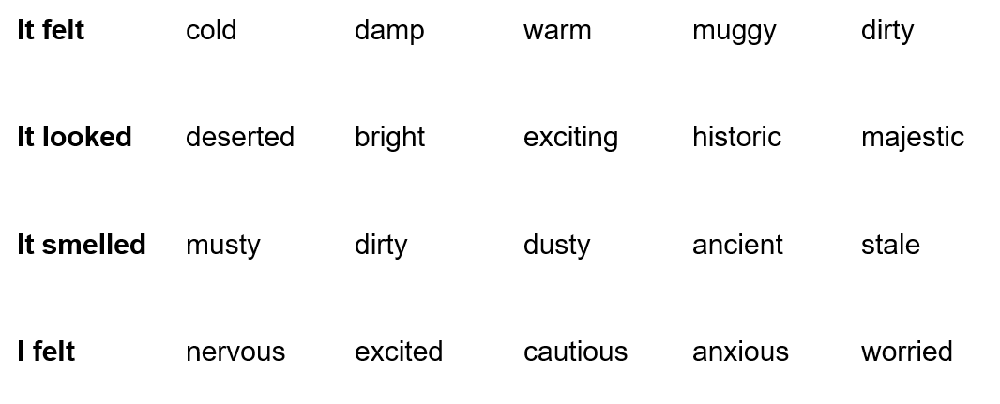 It felt cold damp warm muggy dirty
It looked deserted bright exciting historic majestic
It smelled musty dirty dusty ancient stale
I felt nervous excited cautious anxious worried